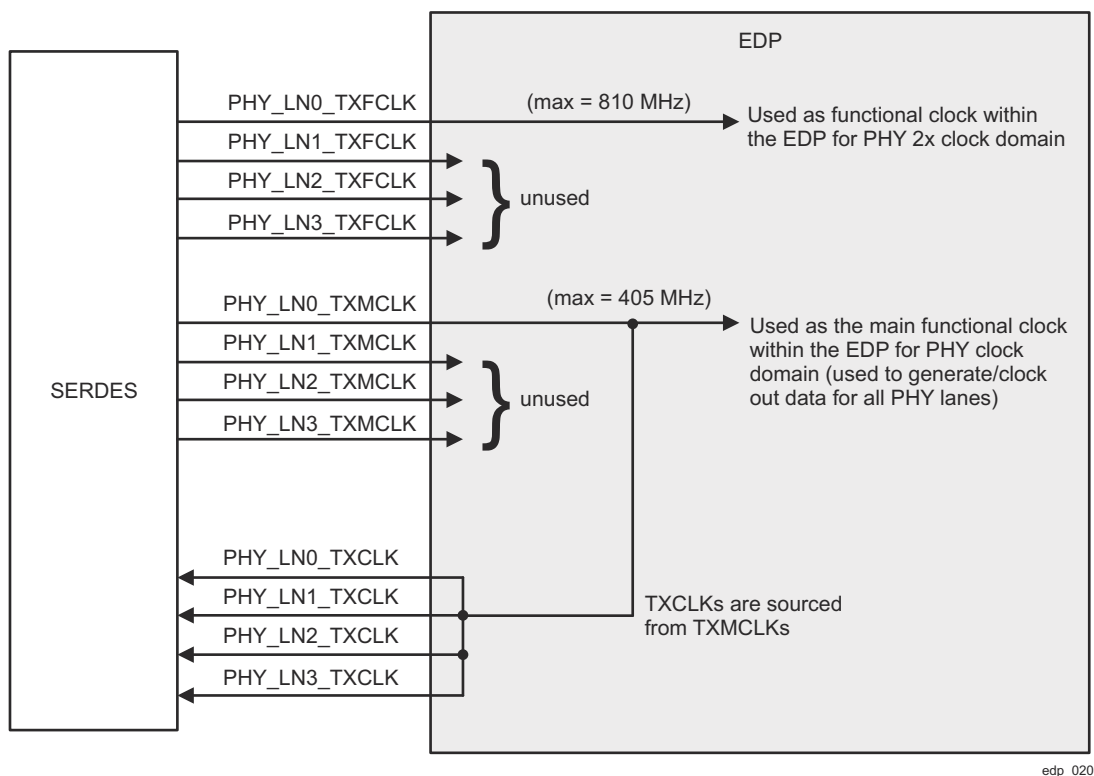 EDP
PHY_LN0_TXFCLK
(max = 810 MHz)
Used as functional clock within
the EDP for PHY 2x clock domain
PHY_LN1_TXFCLK
PHY_LN2_TXFCLK
unused
PHY_LN3_TXFCLK
PHY_LN0_TXMCLK
(max = 405 MHz)
Used as the main functional clock
within the EDP for PHY clock
domain (used to generate/clock
out data for all PHY lanes)
PHY_LN1_TXMCLK
SERDES
PHY_LN2_TXMCLK
unused
PHY_LN3_TXMCLK
PHY_LN0_TXCLK
PHY_LN1_TXCLK
TXCLKs are sourced
from TXMCLKs
PHY_LN2_TXCLK
PHY_LN3_TXCLK
edp_020